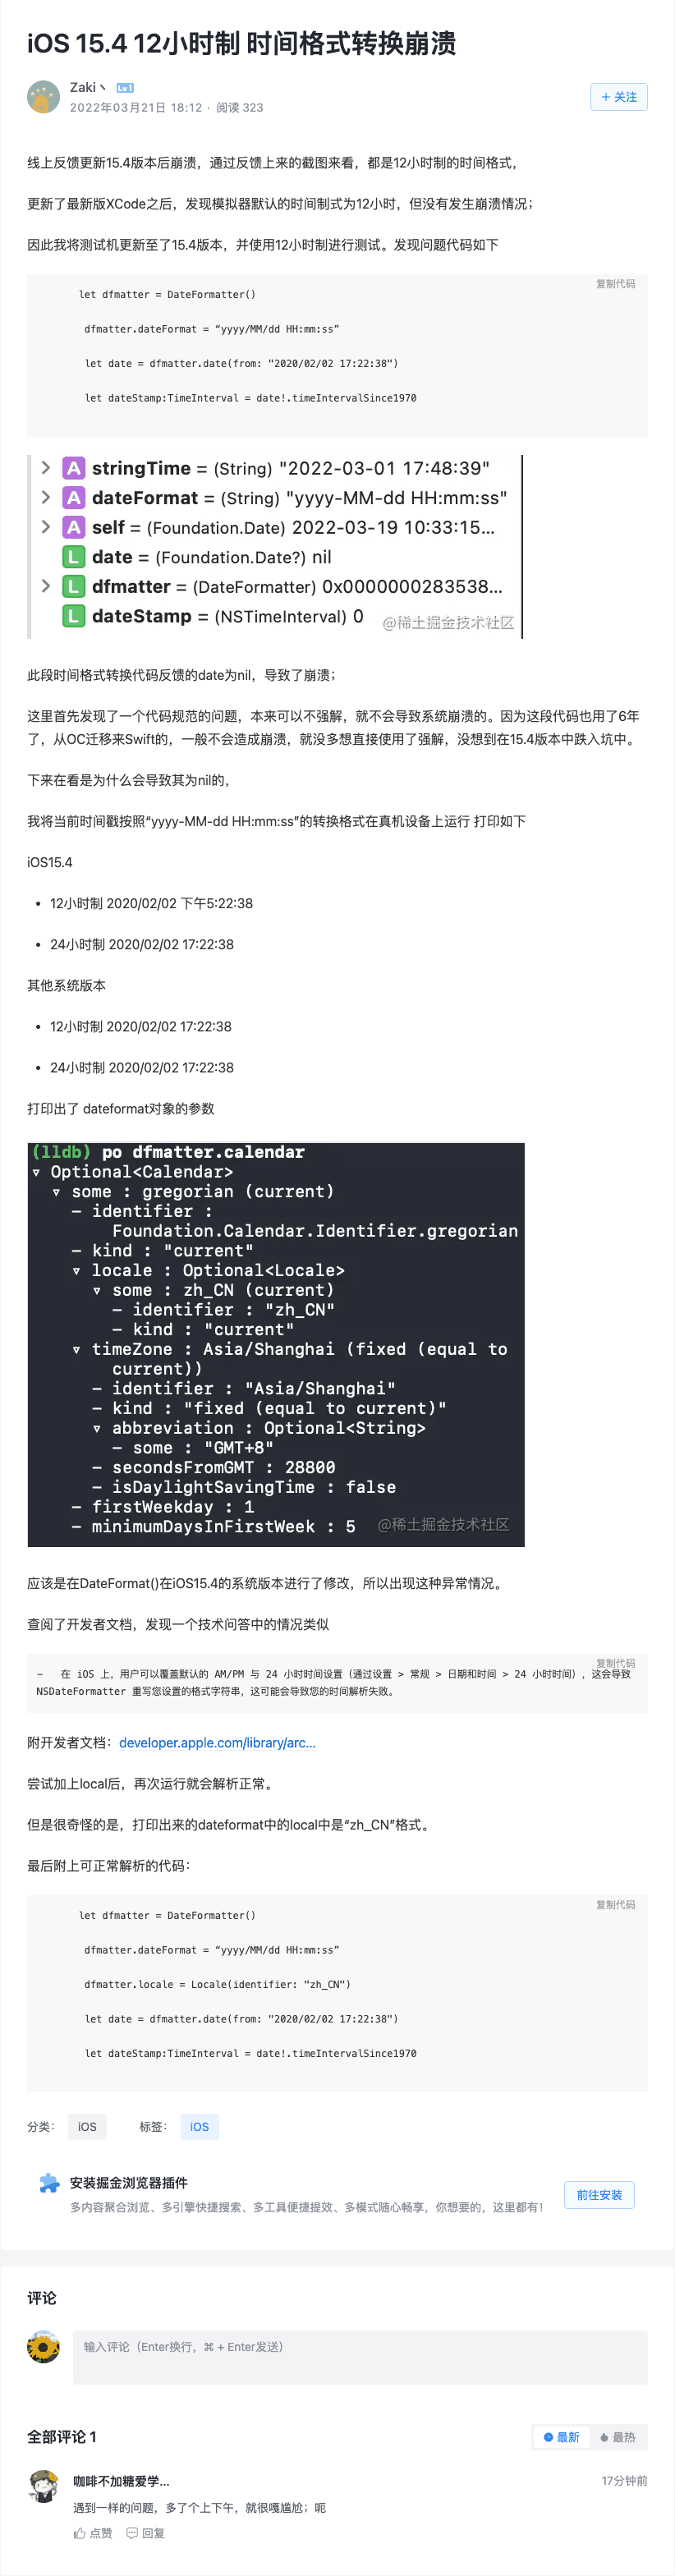 iOS 15.4 12小时制 时间格式转换崩溃
Zaki丶 Lv.1
2022年03月21日 18:12 · 阅读 323
+ 关注
线上反馈更新15.4版本后崩溃，通过反馈上来的截图来看，都是12小时制的时间格式，
更新了最新版XCode之后，发现模拟器默认的时间制式为12小时，但没有发生崩溃情况；
因此我将测试机更新至了15.4版本，并使用12小时制进行测试。发现问题代码如下
复制代码
let dfmatter = DateFormatter()
dfmatter.dateFormat = “yyyy/MM/dd HH:mm:ss”
let date = dfmatter.date(from: "2020/02/02 17:22:38")
let dateStamp:TimeInterval = date!.timeIntervalSince1970
A stringTime = (String) "2022-03-01 17:48:39"
A dateFormat = (String) "yyyy-MM-dd HH:mm:ss"
A self = (Foundation.Date) 2022-03-19 10:33:15...
L date = (Foundation.Date?) nil
L dfmatter = (DateFormatter) 0x0000000283538...
L dateStamp = (NSTimeInterval) 0
@稀土掘金技术社区
此段时间格式转换代码反馈的date为nil，导致了崩溃；
这里首先发现了一个代码规范的问题，本来可以不强解，就不会导致系统崩溃的。因为这段代码也用了6年
了，从OC迁移来Swift的，一般不会造成崩溃，就没多想直接使用了强解，没想到在15.4版本中跌入坑中。
下来在看是为什么会导致其为nil的，
我将当前时间戳按照“yyyy-MM-dd HH:mm:ss”的转换格式在真机设备上运行 打印如下
iOS15.4
• 12小时制 2020/02/02 下午5:22:38
• 24小时制 2020/02/02 17:22:38
其他系统版本
• 12小时制 2020/02/02 17:22:38
• 24小时制 2020/02/02 17:22:38
打印出了 dateformat对象的参数
(lldb) po dfmatter.calendar
▿ Optional<Calendar>
▿ some : gregorian (current)
- identifier :
Foundation.Calendar.Identifier.gregorian
- kind : "current"
▿ locale : Optional<Locale>
▿ some : zh_CN (current)
- identifier : "zh_CN"
- kind : "current"
▿ timeZone : Asia/Shanghai (fixed (equal to
current))
- identifier : "Asia/Shanghai"
- kind : "fixed (equal to current)"
▿ abbreviation : Optional<String>
- some : "GMT+8"
- secondsFromGMT : 28800
- isDaylightSavingTime : false
- firstWeekday : 1
- minimumDaysInFirstWeek : 5
@稀土掘金技术社区
应该是在DateFormat()在iOS15.4的系统版本进行了修改，所以出现这种异常情况。
查阅了开发者文档，发现一个技术问答中的情况类似
复制代码
- 在 iOS 上，用户可以覆盖默认的 AM/PM 与 24 小时时间设置（通过设置 > 常规 > 日期和时间 > 24 小时时间），这会导致
NSDateFormatter 重写您设置的格式字符串，这可能会导致您的时间解析失败。
附开发者文档：developer.apple.com/library/arc...
尝试加上local后，再次运行就会解析正常。
但是很奇怪的是，打印出来的dateformat中的local中是“zh_CN”格式。
最后附上可正常解析的代码：
复制代码
let dfmatter = DateFormatter()
dfmatter.dateFormat = “yyyy/MM/dd HH:mm:ss”
dfmatter.locale = Locale(identifier: "zh_CN")
let date = dfmatter.date(from: "2020/02/02 17:22:38")
let dateStamp:TimeInterval = date!.timeIntervalSince1970
分类： iOS 标签： iOS
安装掘金浏览器插件
多内容聚合浏览、多引擎快捷搜索、多工具便捷提效、多模式随心畅享，你想要的，这里都有！
前往安装
评论
输入评论（Enter换行，⌘ + Enter发送）
全部评论 1
最新 最热
咖啡不加糖爱学...
17分钟前
遇到一样的问题，多了个上下午，就很嘎尴尬；呃
点赞 回复